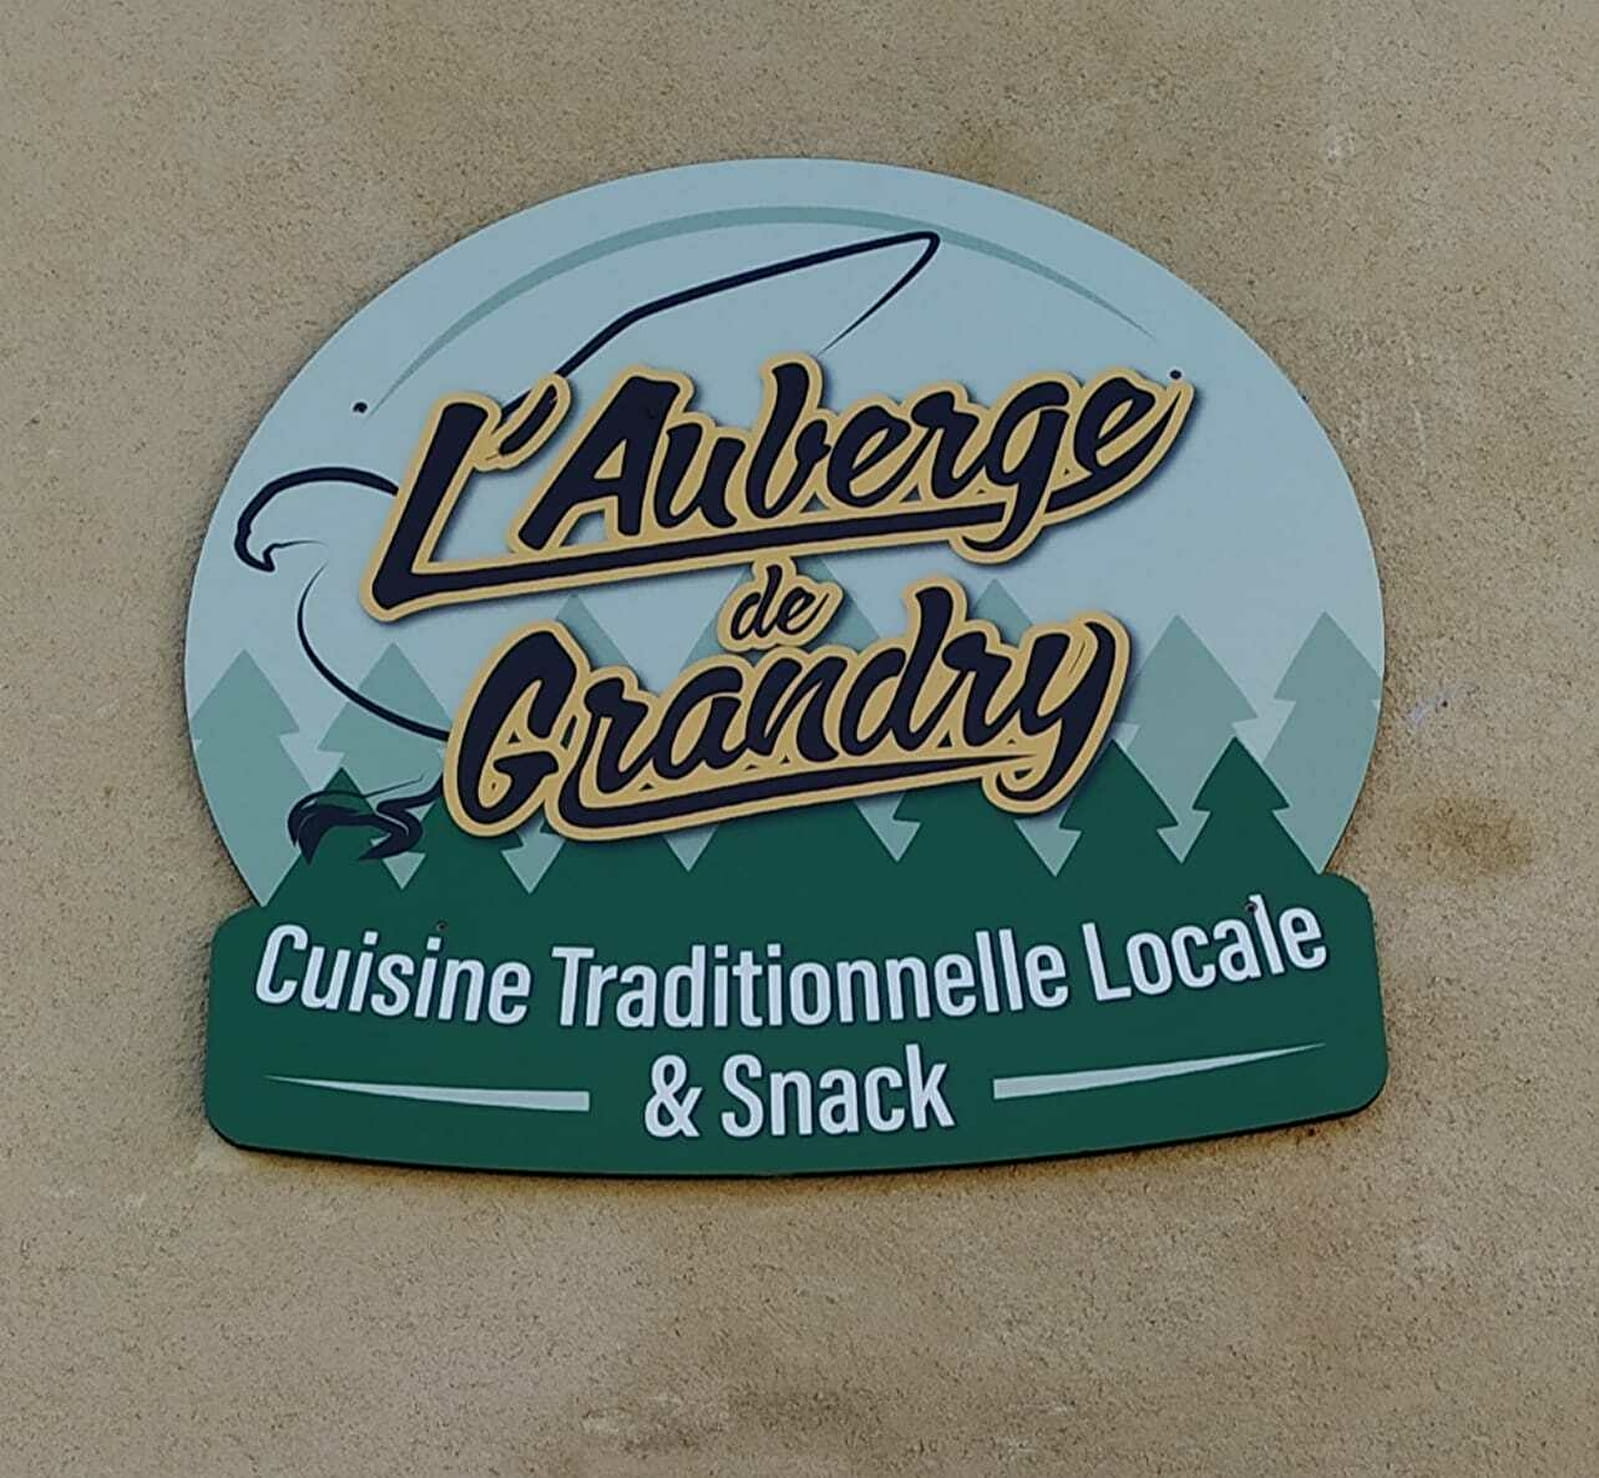 L'Auberge
de
Grandry
Cuisine Traditionnelle Locale
& Snack